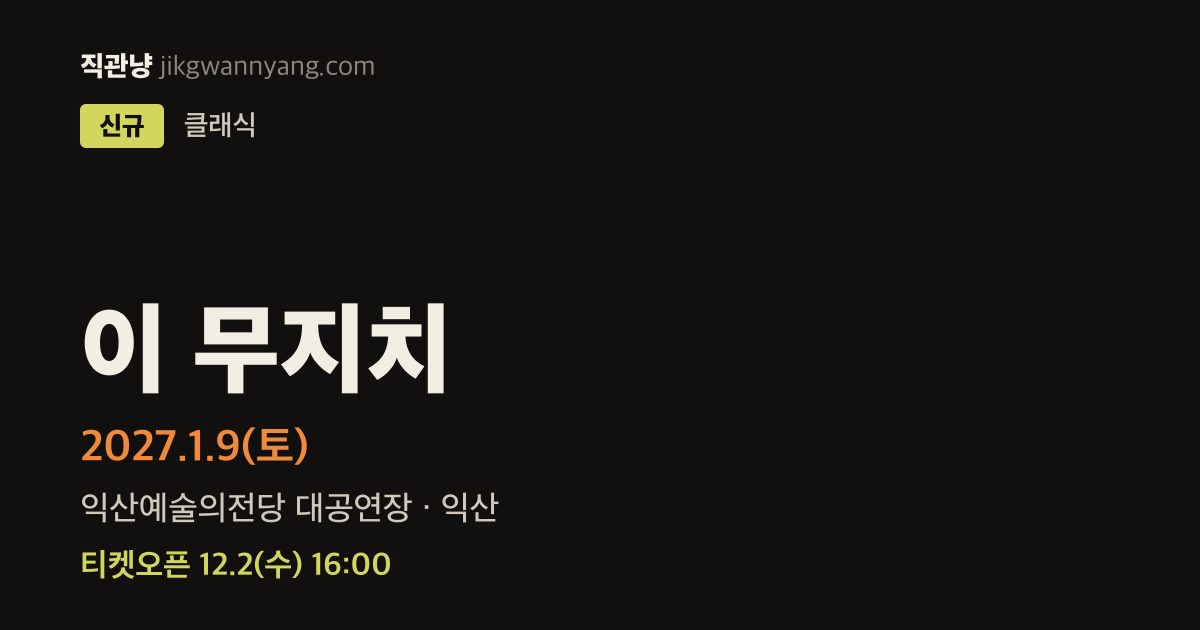 직관냥 jikgwannyang.com
신규 클래식
이 무지치
2027.1.9(토)
익산예술의전당 대공연장 · 익산
티켓오픈 12.2(수) 16:00